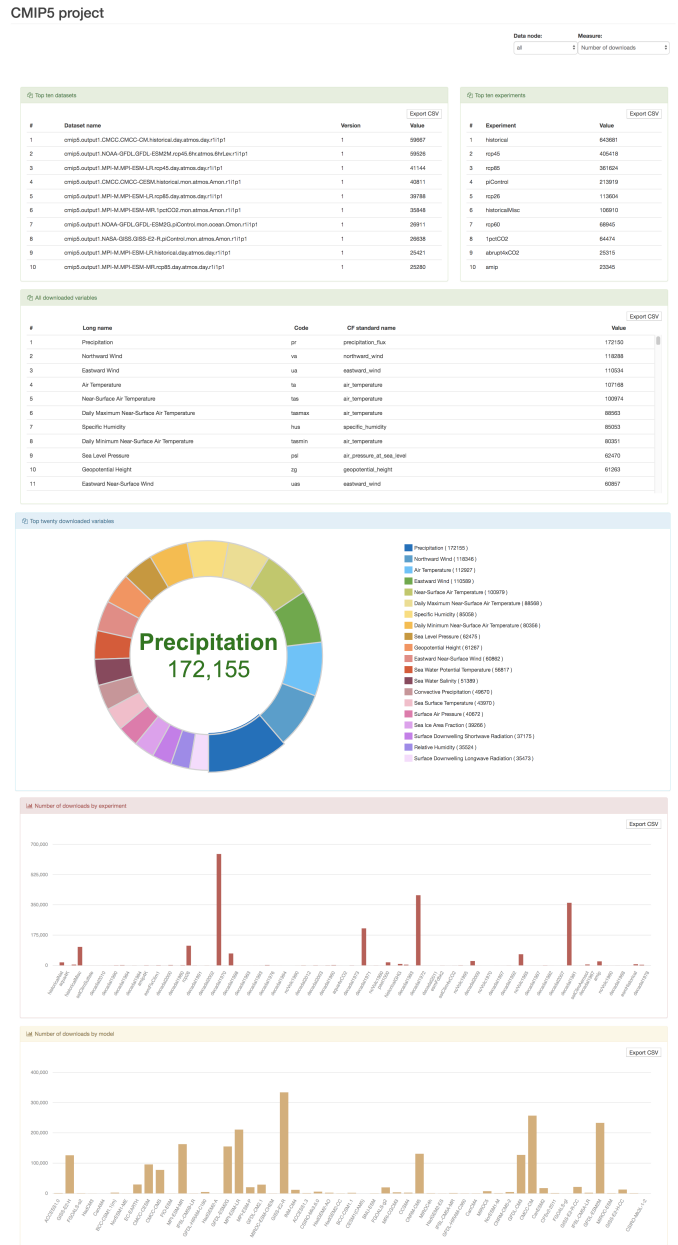 CMIP5 project
Data node: Measure:
all Number of downloads
Top ten datasets
Export CSV
# Dataset name Version Value
1 cmip5.output1.CMCC.CMCC-CM.historical.day.atmos.day.r1i1p1 1 59667
2 cmip5.output1.NOAA-GFDL.GFDL-ESM2M.rcp45.6hr.atmos.6hrLev.r1i1p1 1 59526
3 cmip5.output1.MPI-M.MPI-ESM-LR.rcp45.day.atmos.day.r1i1p1 1 41144
4 cmip5.output1.CMCC.CMCC-CESM.historical.mon.atmos.Amon.r1i1p1 1 40811
5 cmip5.output1.MPI-M.MPI-ESM-LR.rcp85.day.atmos.day.r1i1p1 1 39788
6 cmip5.output1.MPI-M.MPI-ESM-MR.1pctCO2.mon.atmos.Amon.r1i1p1 1 35848
7 cmip5.output1.NOAA-GFDL.GFDL-ESM2G.piControl.mon.ocean.Omon.r1i1p1 1 26911
8 cmip5.output1.NASA-GISS.GISS-E2-R.piControl.mon.atmos.Amon.r1i1p1 1 26638
9 cmip5.output1.MPI-M.MPI-ESM-LR.historical.day.atmos.day.r1i1p1 1 25421
10 cmip5.output1.MPI-M.MPI-ESM-MR.rcp85.day.atmos.day.r1i1p1 1 25280
Top ten experiments
Export CSV
# Experiment Value
1 historical 643681
2 rcp45 405418
3 rcp85 361624
4 piControl 213919
5 rcp26 113604
6 historicalMisc 106910
7 rcp60 68945
8 1pctCO2 64474
9 abrupt4xCO2 25315
10 amip 23345
All downloaded variables
Export CSV
# Long name Code CF standard name Value
1 Precipitation pr precipitation_flux 172150
2 Northward Wind va northward_wind 118288
3 Eastward Wind ua eastward_wind 110534
4 Air Temperature ta air_temperature 107168
5 Near-Surface Air Temperature tas air_temperature 100974
6 Daily Maximum Near-Surface Air Temperature tasmax air_temperature 88563
7 Specific Humidity hus specific_humidity 85053
8 Daily Minimum Near-Surface Air Temperature tasmin air_temperature 80351
9 Sea Level Pressure psl air_pressure_at_sea_level 62470
10 Geopotential Height zg geopotential_height 61263
11 Eastward Near-Surface Wind uas eastward_wind 60857
Top twenty downloaded variables
Precipitation
172,155
Precipitation ( 172155 )
Northward Wind ( 118346 )
Air Temperature ( 112927 )
Eastward Wind ( 110589 )
Near-Surface Air Temperature ( 100979 )
Daily Maximum Near-Surface Air Temperature ( 88568 )
Specific Humidity ( 85058 )
Daily Minimum Near-Surface Air Temperature ( 80356 )
Sea Level Pressure ( 62475 )
Geopotential Height ( 61267 )
Eastward Near-Surface Wind ( 60862 )
Sea Water Potential Temperature ( 56817 )
Sea Water Salinity ( 51389 )
Convective Precipitation ( 49670 )
Sea Surface Temperature ( 43970 )
Surface Air Pressure ( 40672 )
Sea Ice Area Fraction ( 39266 )
Surface Downwelling Shortwave Radiation ( 37175 )
Relative Humidity ( 35524 )
Surface Downwelling Longwave Radiation ( 35473 )
Number of downloads by experiment
Export CSV
700,000
525,000
350,000
175,000
0
Number of downloads by model
Export CSV
400,000
300,000
200,000
100,000
0